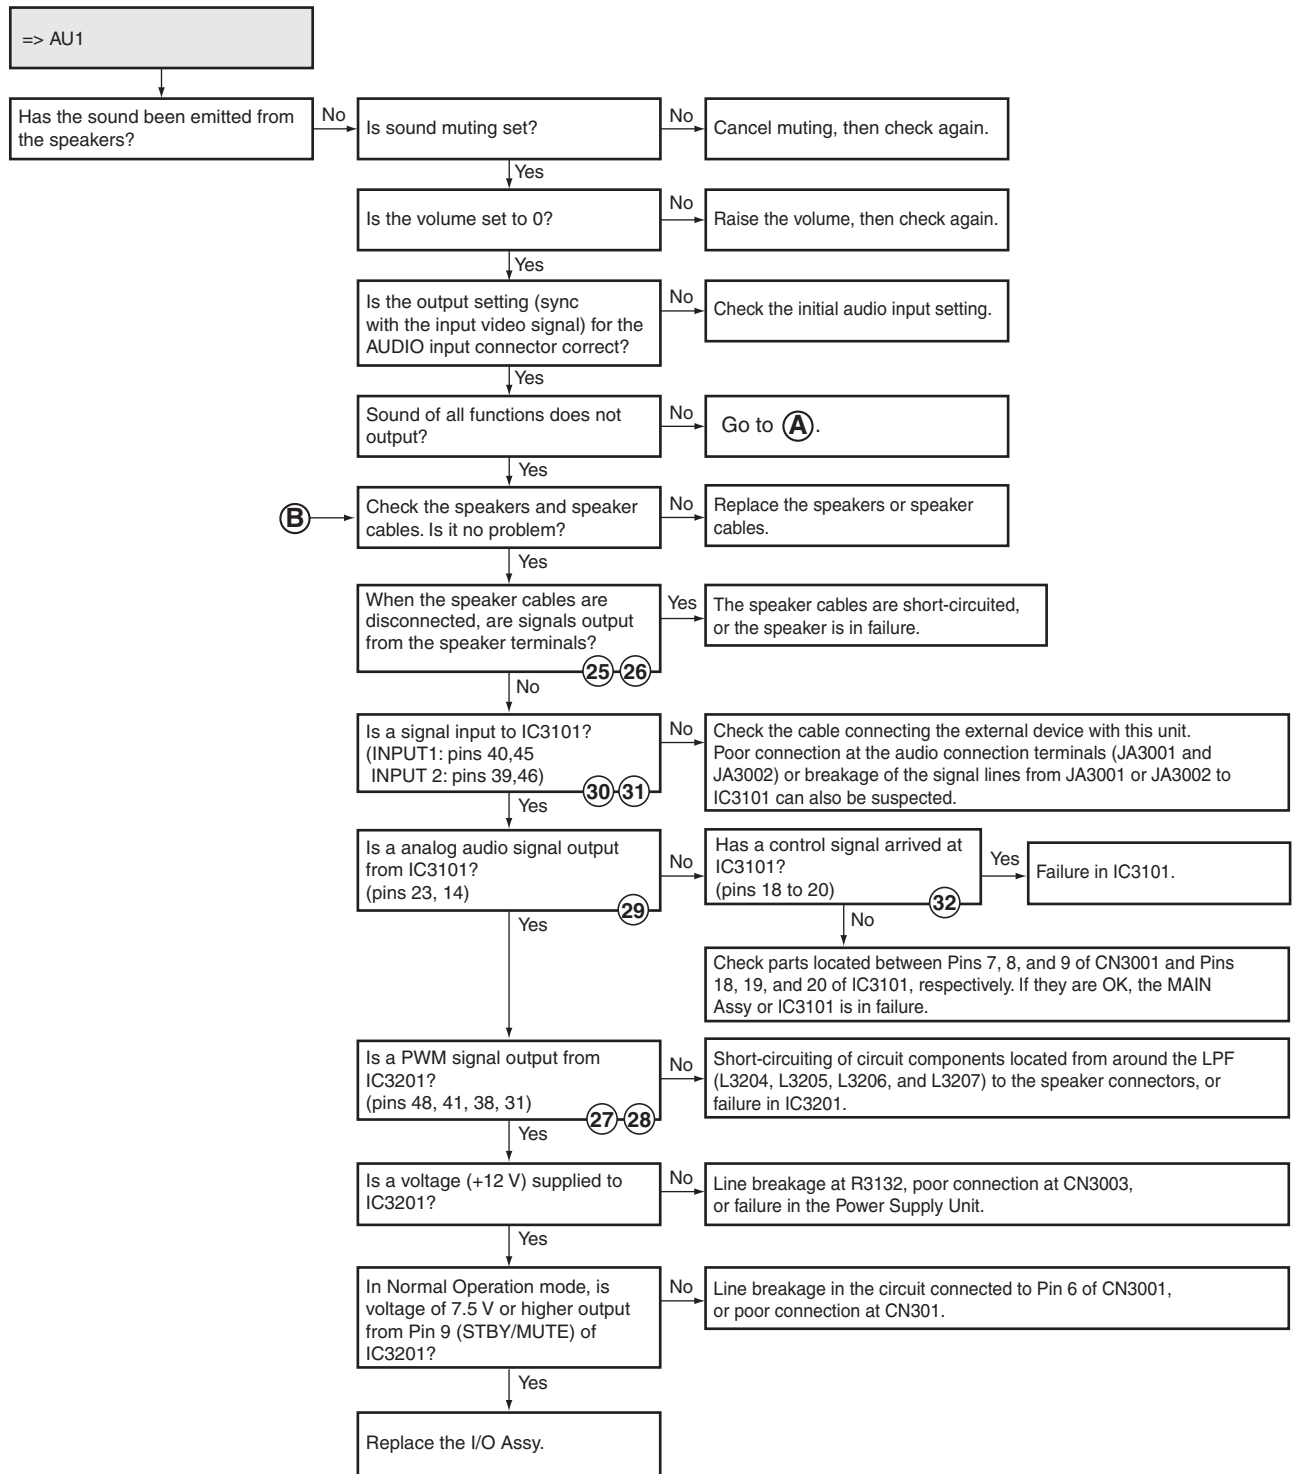 => AU1
Has the sound been emitted from
the speakers?
No
Is sound muting set?
No
Cancel muting, then check again.
Yes
Is the volume set to 0?
No
Raise the volume, then check again.
Yes
Is the output setting (sync
with the input video signal) for the
AUDIO input connector correct?
No
Check the initial audio input setting.
Yes
Sound of all functions does not
output?
No
Go to A.
Yes
B
Check the speakers and speaker
cables. Is it no problem?
No
Replace the speakers or speaker
cables.
Yes
When the speaker cables are
disconnected, are signals output
from the speaker terminals?
25 26
Yes
The speaker cables are short-circuited,
or the speaker is in failure.
No
Is a signal input to IC3101?
(INPUT1: pins 40,45
INPUT 2: pins 39,46)
30 31
No
Check the cable connecting the external device with this unit.
Poor connection at the audio connection terminals (JA3001 and
JA3002) or breakage of the signal lines from JA3001 or JA3002 to
IC3101 can also be suspected.
Yes
Is a analog audio signal output
from IC3101?
(pins 23, 14)
29
No
Has a control signal arrived at
IC3101?
(pins 18 to 20)
32
Yes
Failure in IC3101.
No
Check parts located between Pins 7, 8, and 9 of CN3001 and Pins
18, 19, and 20 of IC3101, respectively. If they are OK, the MAIN
Assy or IC3101 is in failure.
Yes
Is a PWM signal output from
IC3201?
(pins 48, 41, 38, 31)
27 28
No
Short-circuiting of circuit components located from around the LPF
(L3204, L3205, L3206, and L3207) to the speaker connectors, or
failure in IC3201.
Yes
Is a voltage (+12 V) supplied to
IC3201?
No
Line breakage at R3132, poor connection at CN3003,
or failure in the Power Supply Unit.
Yes
In Normal Operation mode, is
voltage of 7.5 V or higher output
from Pin 9 (STBY/MUTE) of
IC3201?
No
Line breakage in the circuit connected to Pin 6 of CN3001,
or poor connection at CN301.
Yes
Replace the I/O Assy.